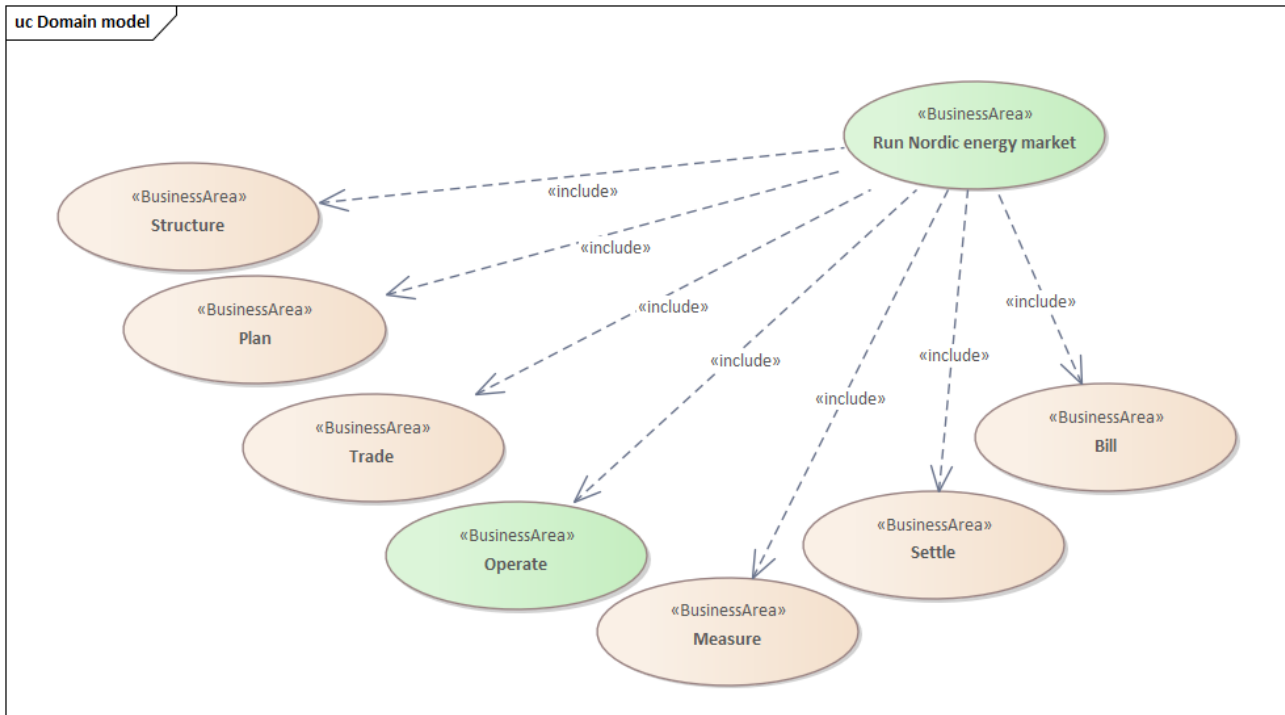 uc Domain model
«BusinessArea»
Run Nordic energy market
«include»
«BusinessArea»
Structure
«include»
«BusinessArea»
Plan
«include»
«BusinessArea»
Trade
«include»
«BusinessArea»
Operate
«include»
«BusinessArea»
Measure
«include»
«BusinessArea»
Settle
«include»
«BusinessArea»
Bill